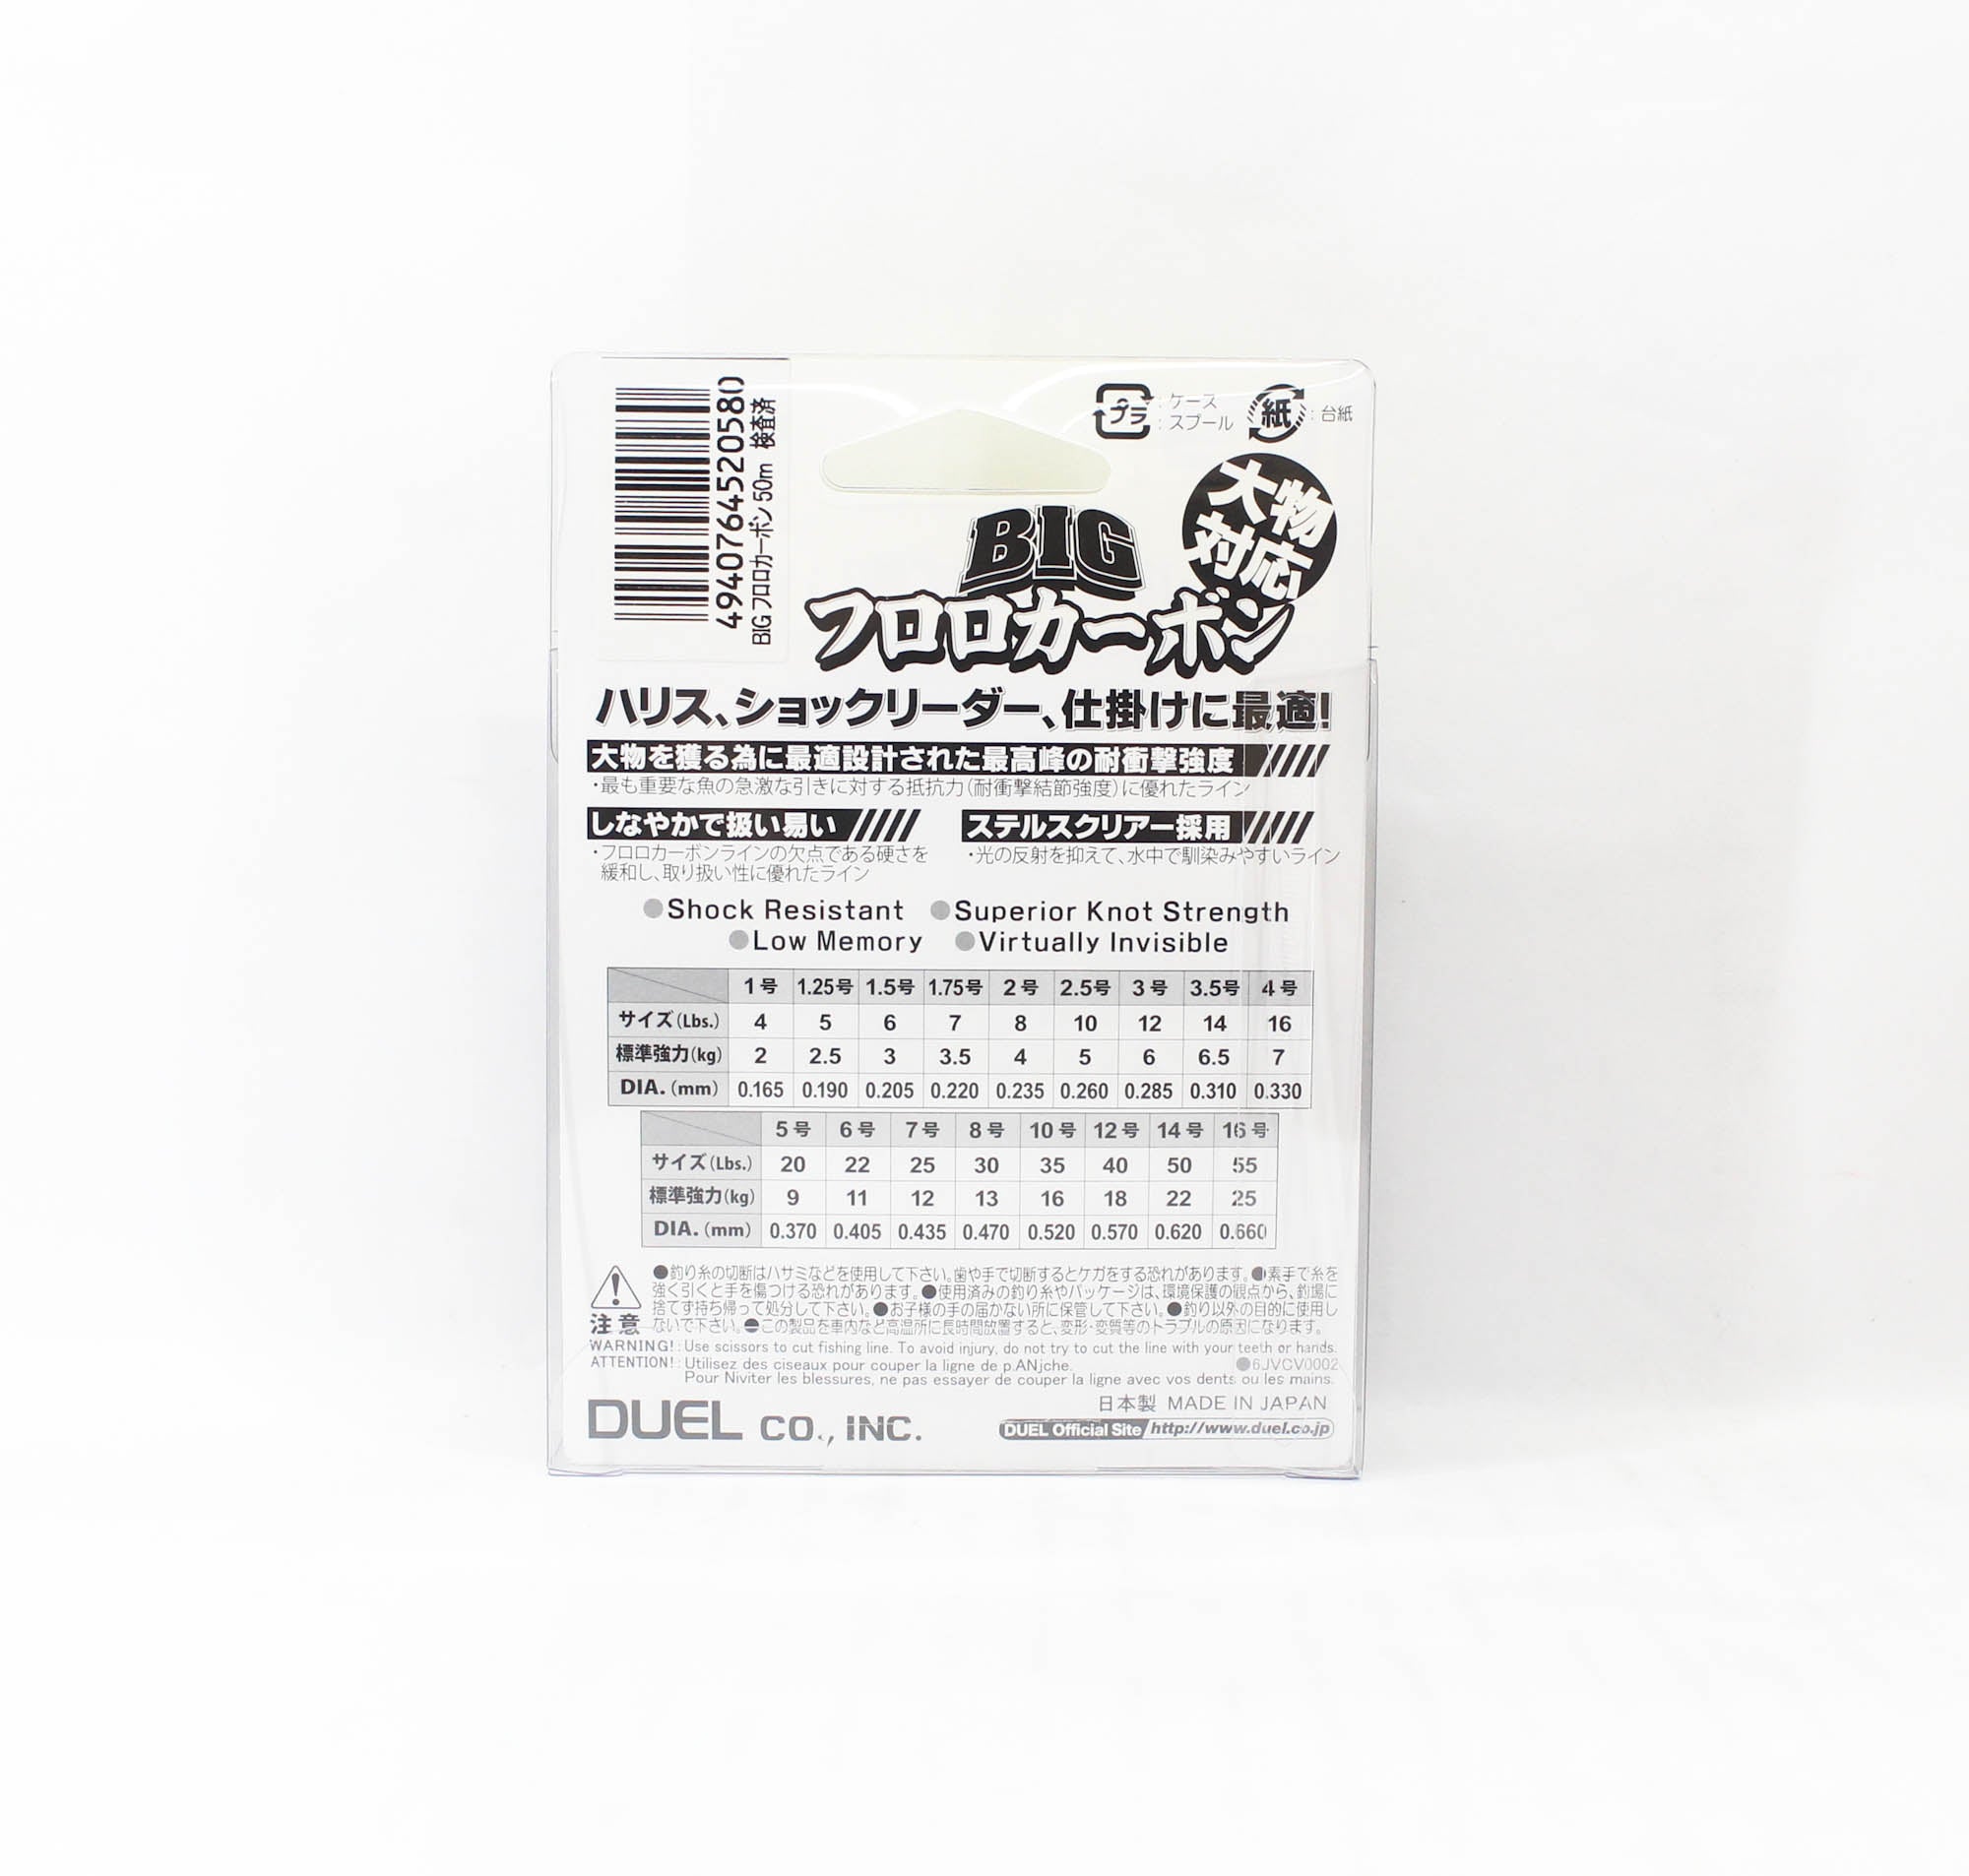 4940764520580
BIG フロロカーボン 50m 検査済
プラ : ケース
: スプール
紙 : 台紙
大物
対応
BIG
フロロカーボン
ハリス、ショックリーダー、仕掛けに最適!
大物を獲る為に最適設計された最高峰の耐衝撃強度
・最も重要な魚の急激な引きに対する抵抗力(耐衝撃結節強度)に優れたライン
しなやかで扱い易い
・フロロカーボンラインの欠点である硬さを
緩和し、取り扱い性に優れたライン
ステルスクリアー採用
・光の反射を抑えて、水中で馴染みやすいライン
●Shock Resistant ●Superior Knot Strength
●Low Memory ●Virtually Invisible
1号 1.25号 1.5号 1.75号 2号 2.5号 3号 3.5号 4号
サイズ(Lbs.) 4 5 6 7 8 10 12 14 16
標準強力(kg) 2 2.5 3 3.5 4 5 6 6.5 7
DIA.(mm) 0.165 0.190 0.205 0.220 0.235 0.260 0.285 0.310 0.330
5号 6号 7号 8号 10号 12号 14号 16号
サイズ(Lbs.) 20 22 25 30 35 40 50 55
標準強力(kg) 9 11 12 13 16 18 22 25
DIA.(mm) 0.370 0.405 0.435 0.470 0.520 0.570 0.620 0.660
注意
●釣り糸の切断はハサミなどを使用して下さい。歯や手で切断するとケガをする恐れがあります。●素手で糸を
強く引くと手を傷つける恐れがあります。●使用済みの釣り糸やパッケージは、環境保護の観点から、釣場に
捨てず持ち帰って処分して下さい。●お子様の手の届かない所に保管して下さい。●釣り以外の目的に使用し
ないで下さい。●この製品を車内など高温所に長時間放置すると、変形・変質等のトラブルの原因になります。
WARNING!: Use scissors to cut fishing line. To avoid injury, do not try to cut the line with your teeth or hands.
ATTENTION!: Utilisez des ciseaux pour couper la ligne de p.ANjche. ●6JVCV0002
Pour Niviter les blessures, ne pas essayer de couper la ligne avec vos dents ou les mains.
日本製 MADE IN JAPAN
DUEL CO., INC.
DUEL Official Site http://www.duel.co.jp